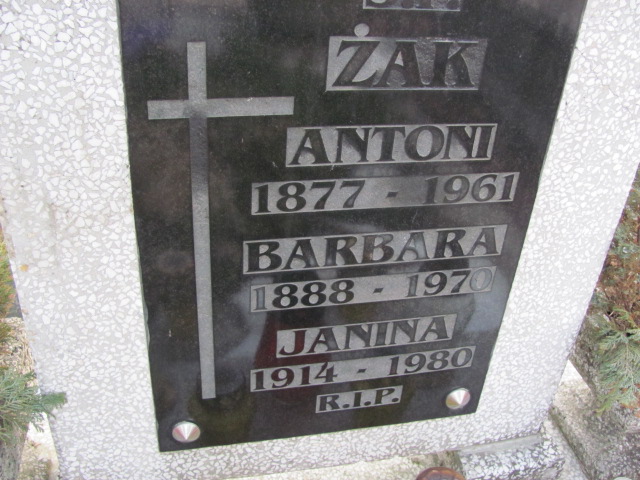 ŻAK
ANTONI
1877 - 1961
BARBARA
1888 - 1970
JANINA
1914 - 1980
R.I.P.